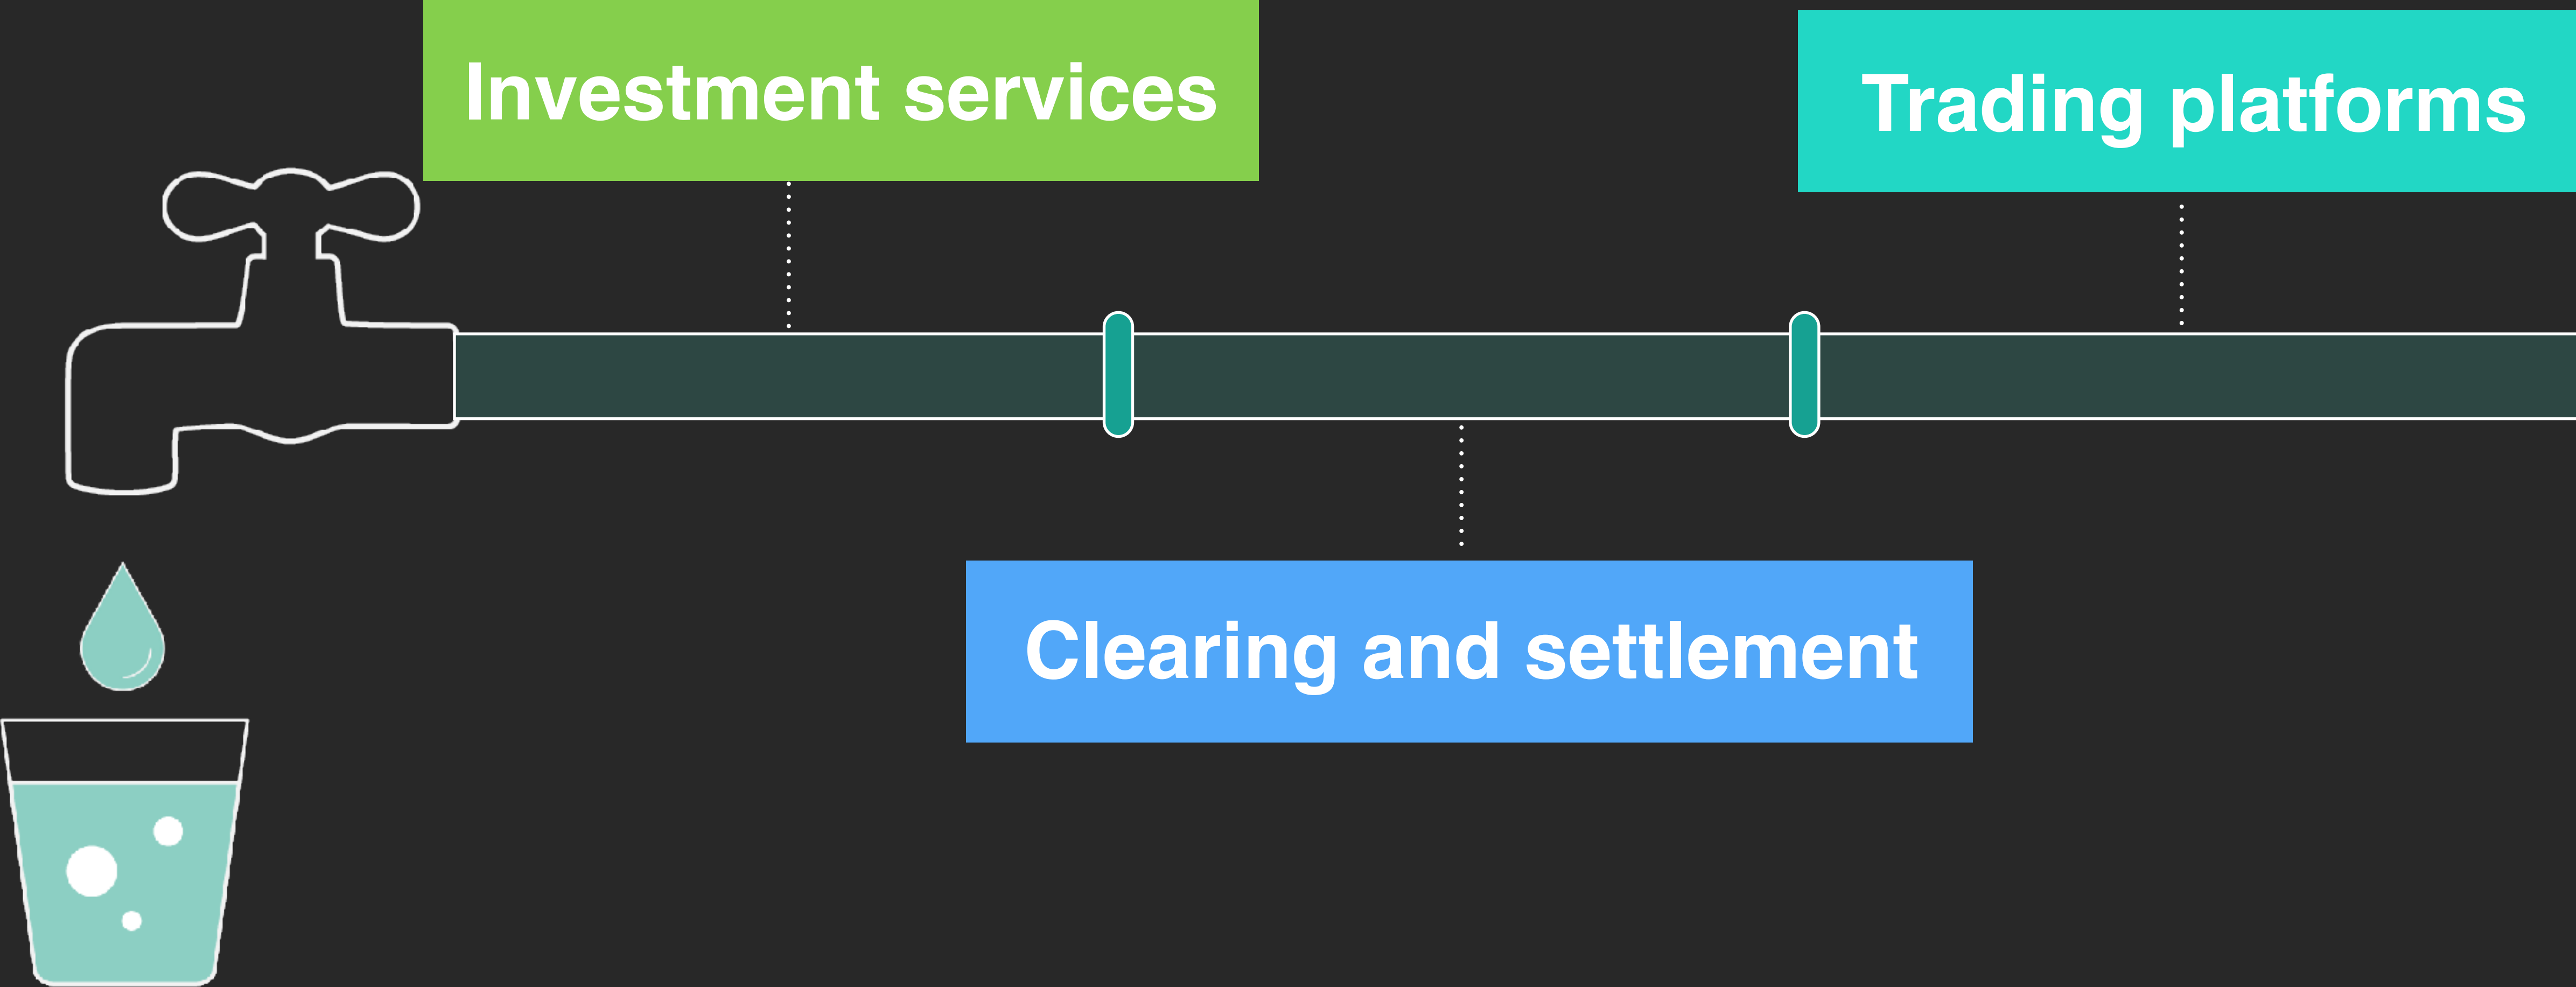 Investment services
Trading platforms
Clearing and settlement